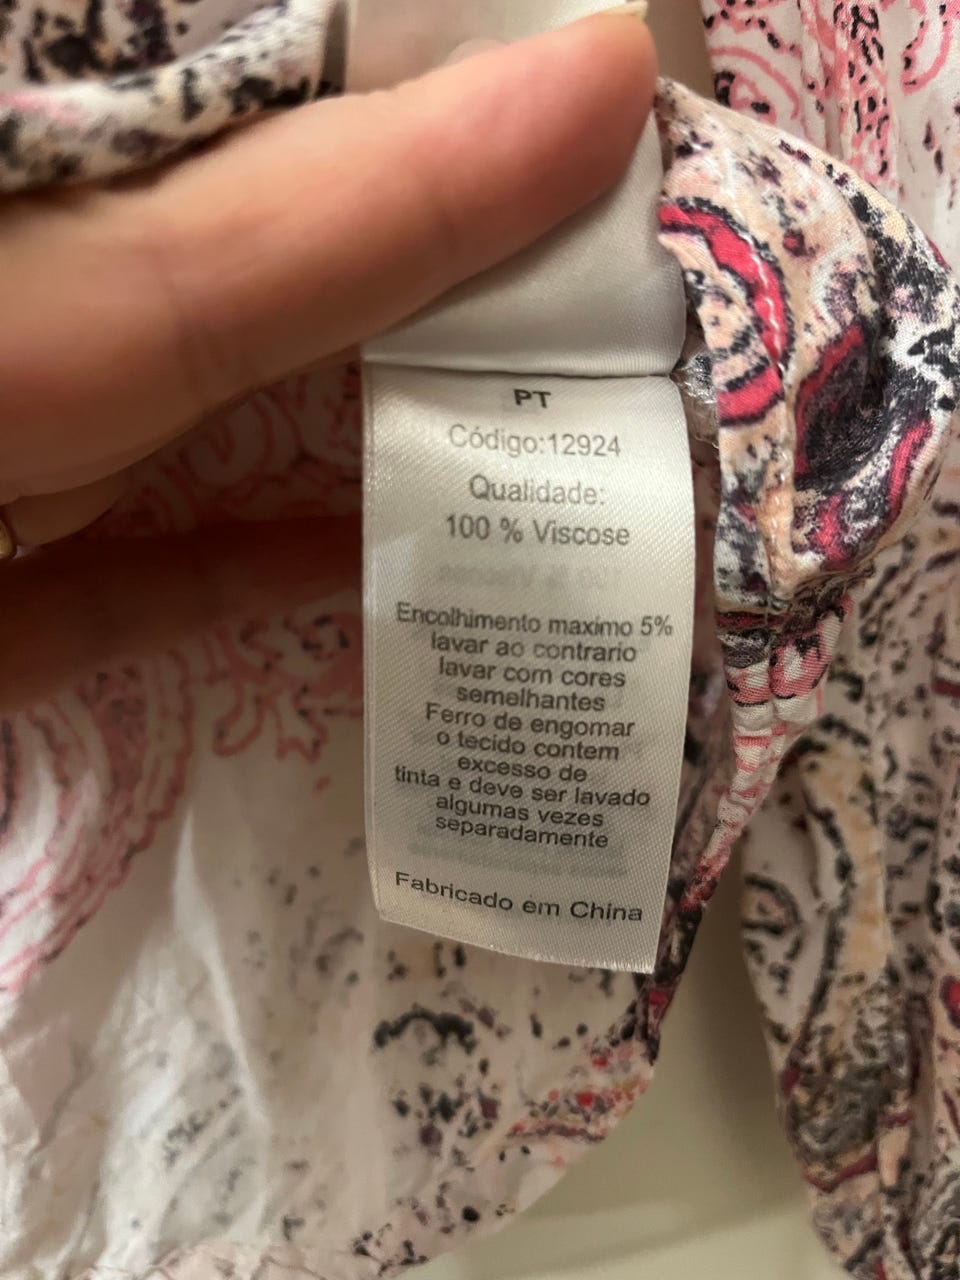 PT
Código:12924
Qualidade:
100 % Viscose
Encolhimento maximo 5%
lavar ao contrario
lavar com cores
semelhantes
Ferro de engomar
o tecido contem
excesso de
tinta e deve ser lavado
algumas vezes
separadamente
Fabricado em China